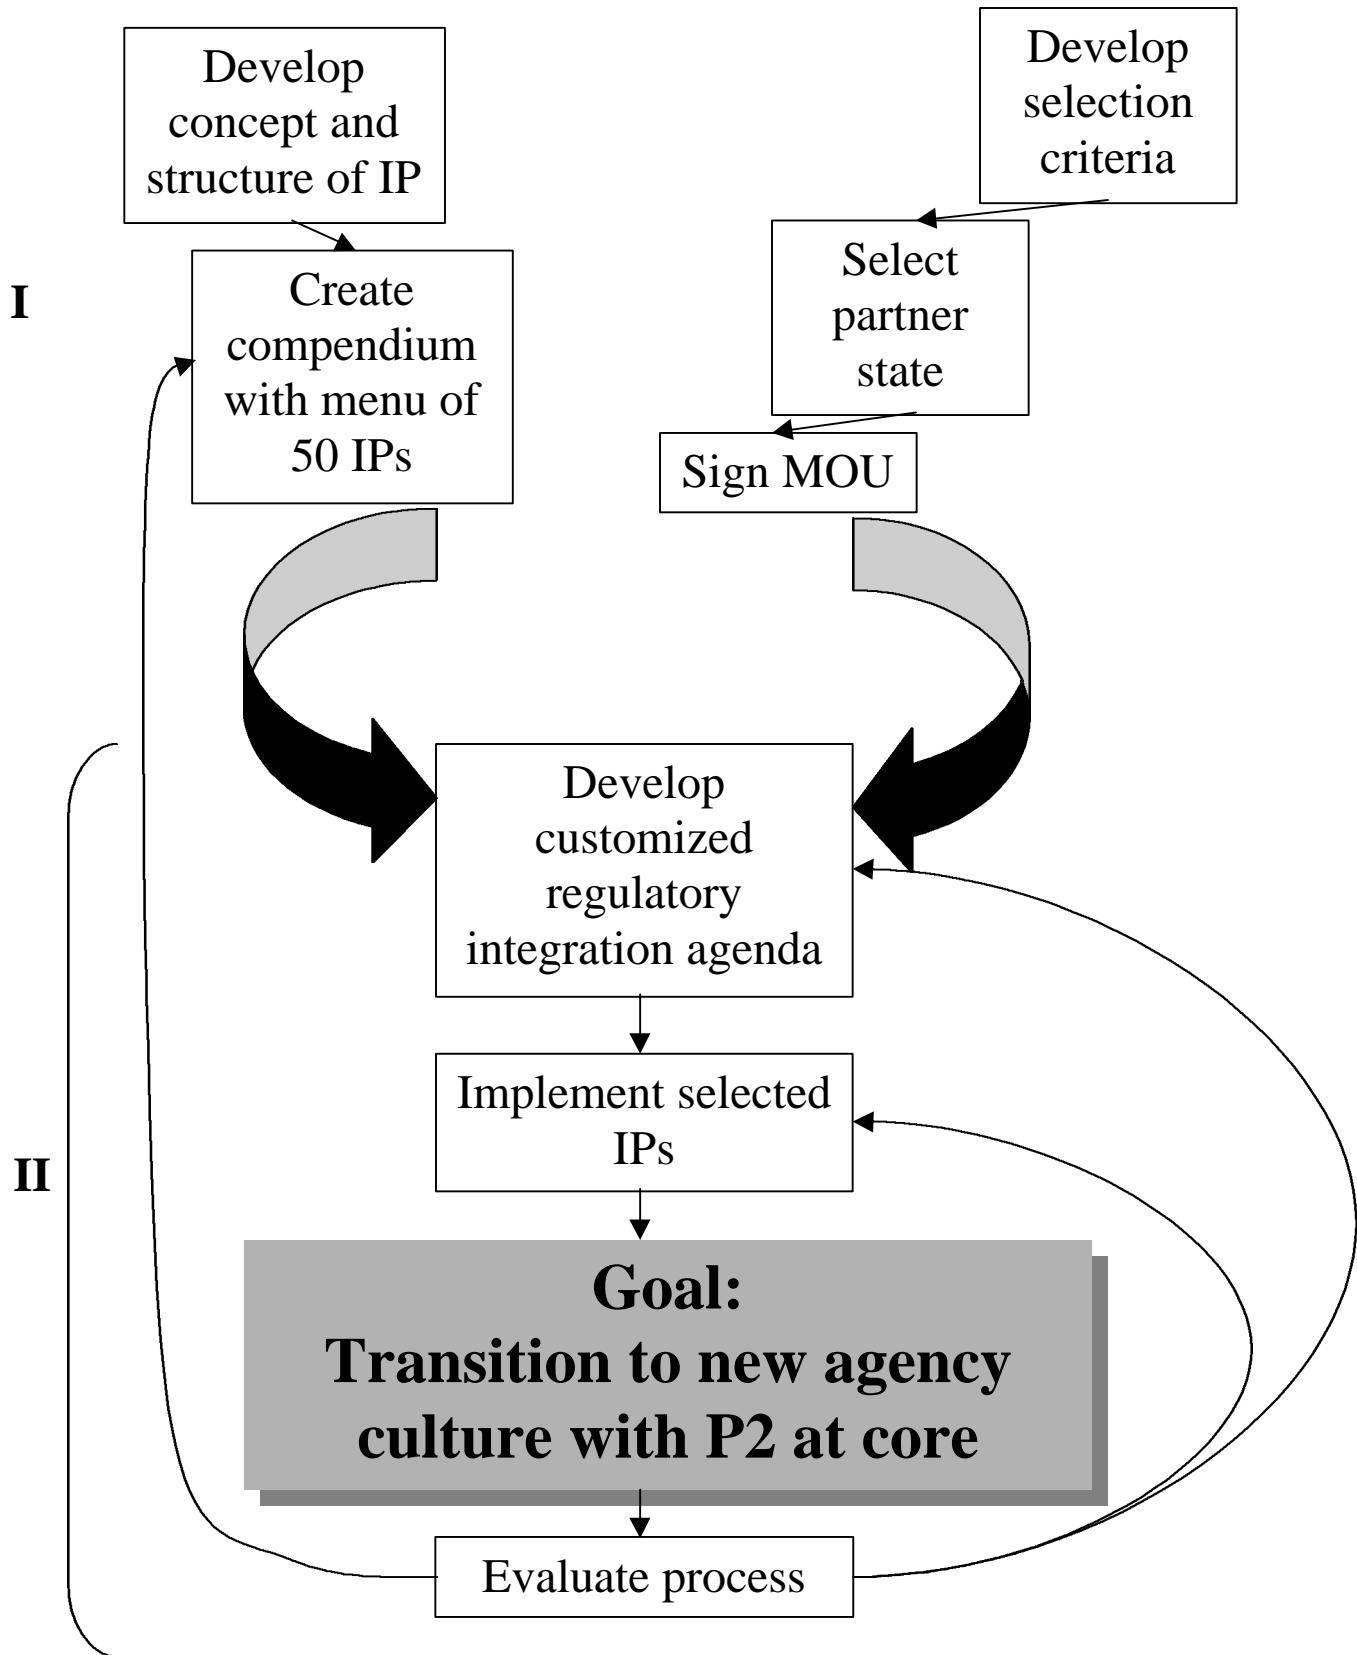 Develop
concept and
structure of IP
Develop
selection
criteria
I
Create
compendium
with menu of
50 IPs
Select
partner
state
Sign MOU
Develop
customized
regulatory
integration agenda
II
Implement selected
IPs
Goal:
Transition to new agency
culture with P2 at core
Evaluate process